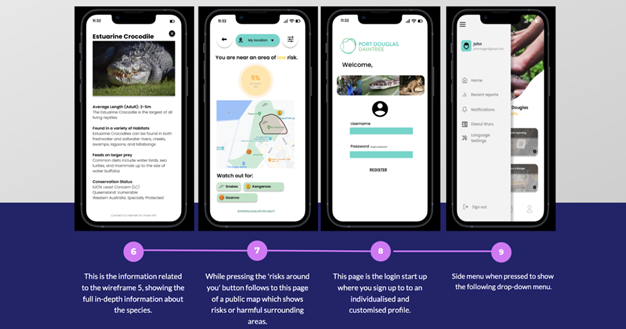 11:32
Estuarine Crocodile
Average Length (Adult): 2-5m
The Estuarine Crocodile is the largest of all
living reptiles
Found in a variety of Habitats
Estuarine Crocodiles can be found in both
freshwater and saltwater rivers, creeks,
swamps, lagoons, and billabongs
Feeds on larger prey
Common diets include water birds, sea
turtles, and mammals up to the size of
water buffalos
Conservation Status
IUCN: Least Concern (LC)
Queensland: Vulnerable
Western Australia: Specially Protected
11:32
My location
You are near an area of low risk.
5%
Watch out for:
Snakes
Kangaroos
Goanna
11:32
PORT DOUGLAS
DAINTREE
Welcome,
Username
Password
REGISTER
11:32
John
Home
Recent reports
Notifications
Language
Settings
Sign out
Douglas
6
7
8
9
This is the information related
to the wireframe 5, showing the
full in-depth information about
the species.
While pressing the 'risks around
you' button follows to this page
of a public map which shows
risks or harmful surrounding
areas.
This page is the login start up
where you sign up to to an
individualised and
customised profile.
Side menu when pressed to show
the following drop-down menu.